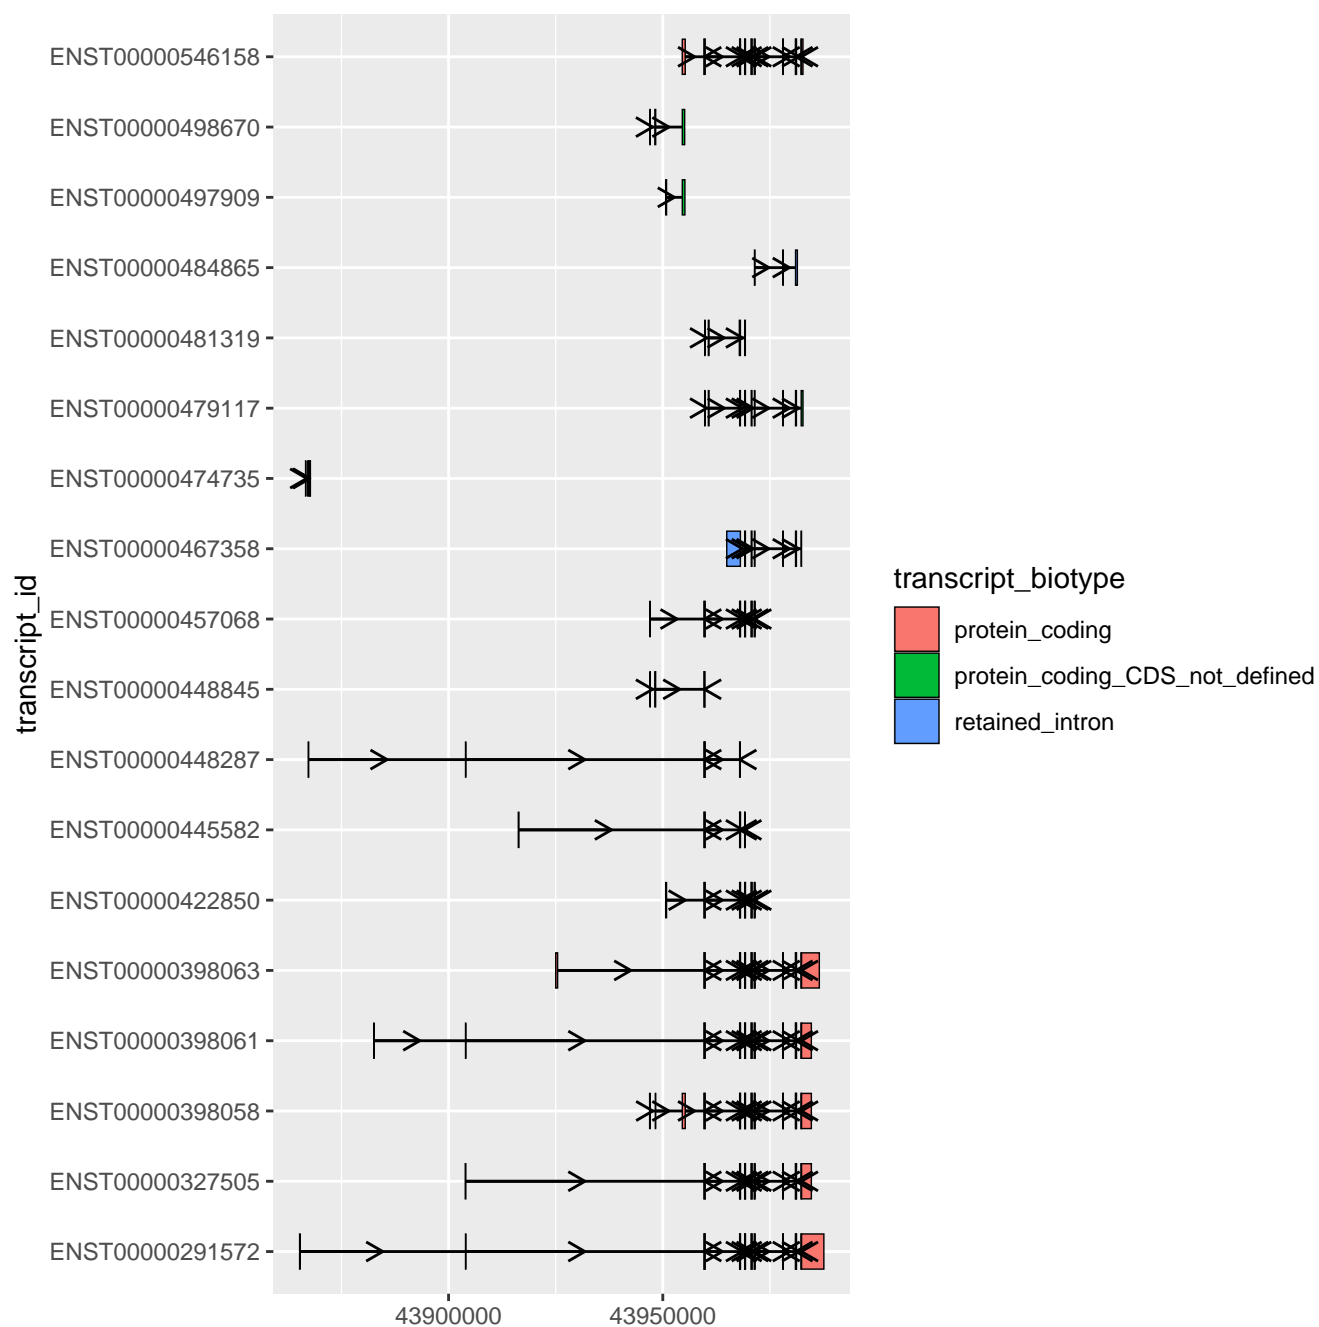 ENST00000546158
ENST00000498670
ENST00000497909
ENST00000484865
ENST00000481319
ENST00000479117
ENST00000474735
ENST00000467358
ENST00000457068
ENST00000448845
ENST00000448287
ENST00000445582
ENST00000422850
ENST00000398063
ENST00000398061
ENST00000398058
ENST00000327505
ENST00000291572
transcript_id
43900000
43950000
transcript_biotype
protein_coding
protein_coding_CDS_not_defined
retained_intron